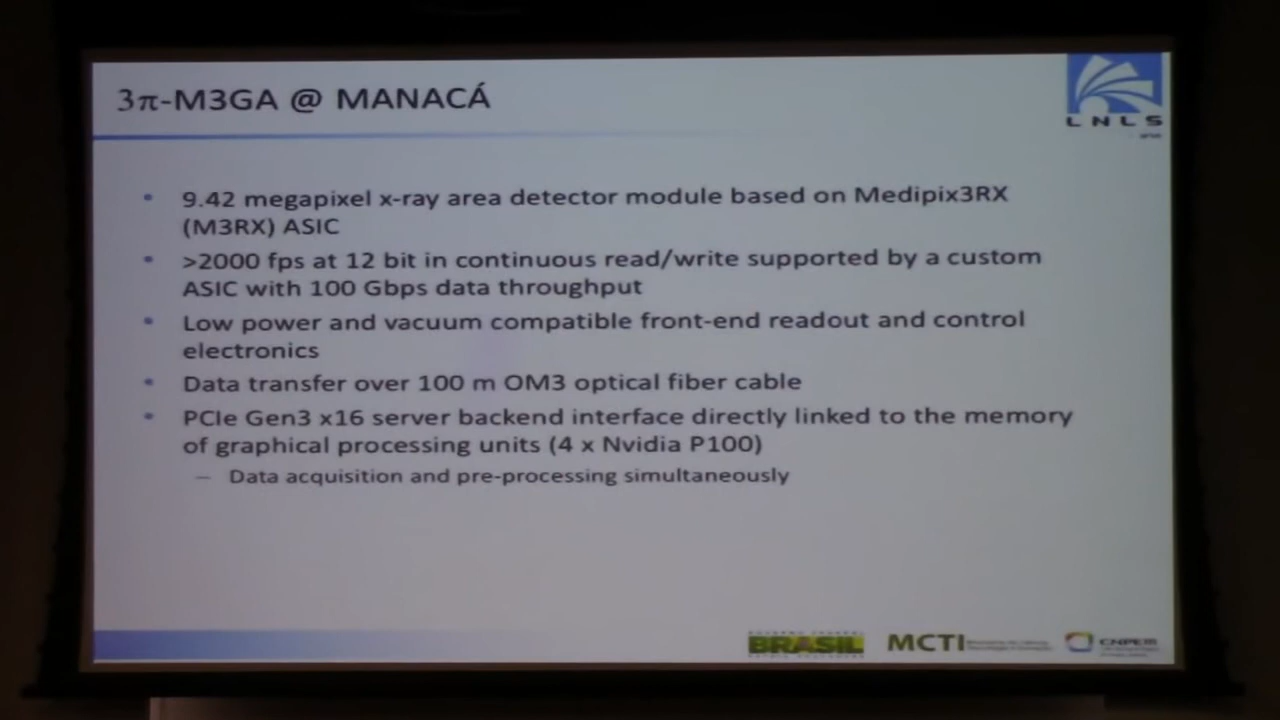 3π-M3GA @ MANACÁ
LNLS
• 9.42 megapixel x-ray area detector module based on Medipix3RX
(M3RX) ASIC
• >2000 fps at 12 bit in continuous read/write supported by a custom
ASIC with 100 Gbps data throughput
• Low power and vacuum compatible front-end readout and control
electronics
• Data transfer over 100 m OM3 optical fiber cable
• PCIe Gen3 x16 server backend interface directly linked to the memory
of graphical processing units (4 x Nvidia P100)
– Data acquisition and pre-processing simultaneously
BRASIL
MCTI
CNPEM